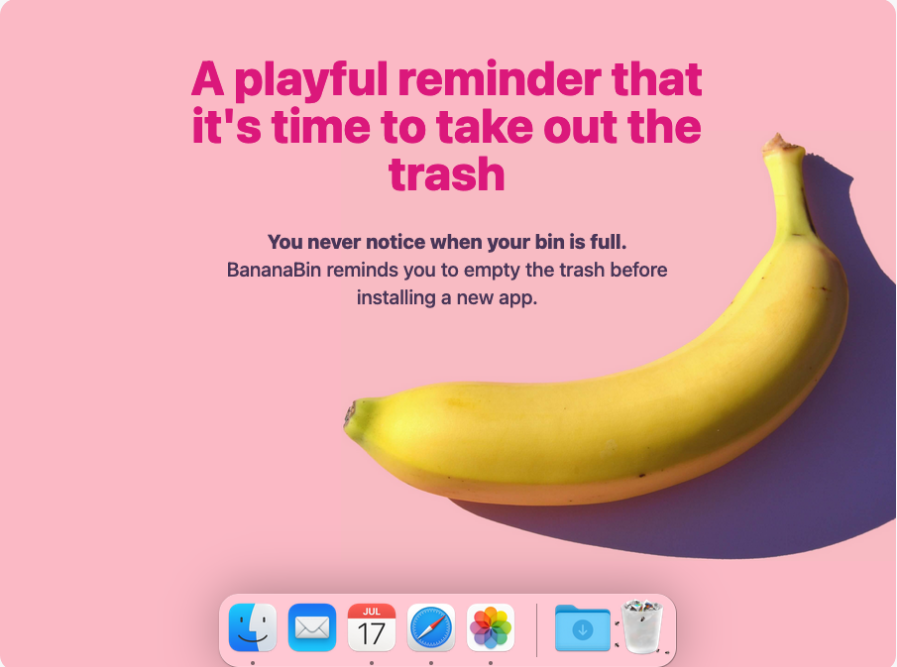 A playful reminder that
it's time to take out the
trash
You never notice when your bin is full.
BananaBin reminds you to empty the trash before
installing a new app.
JUL
17